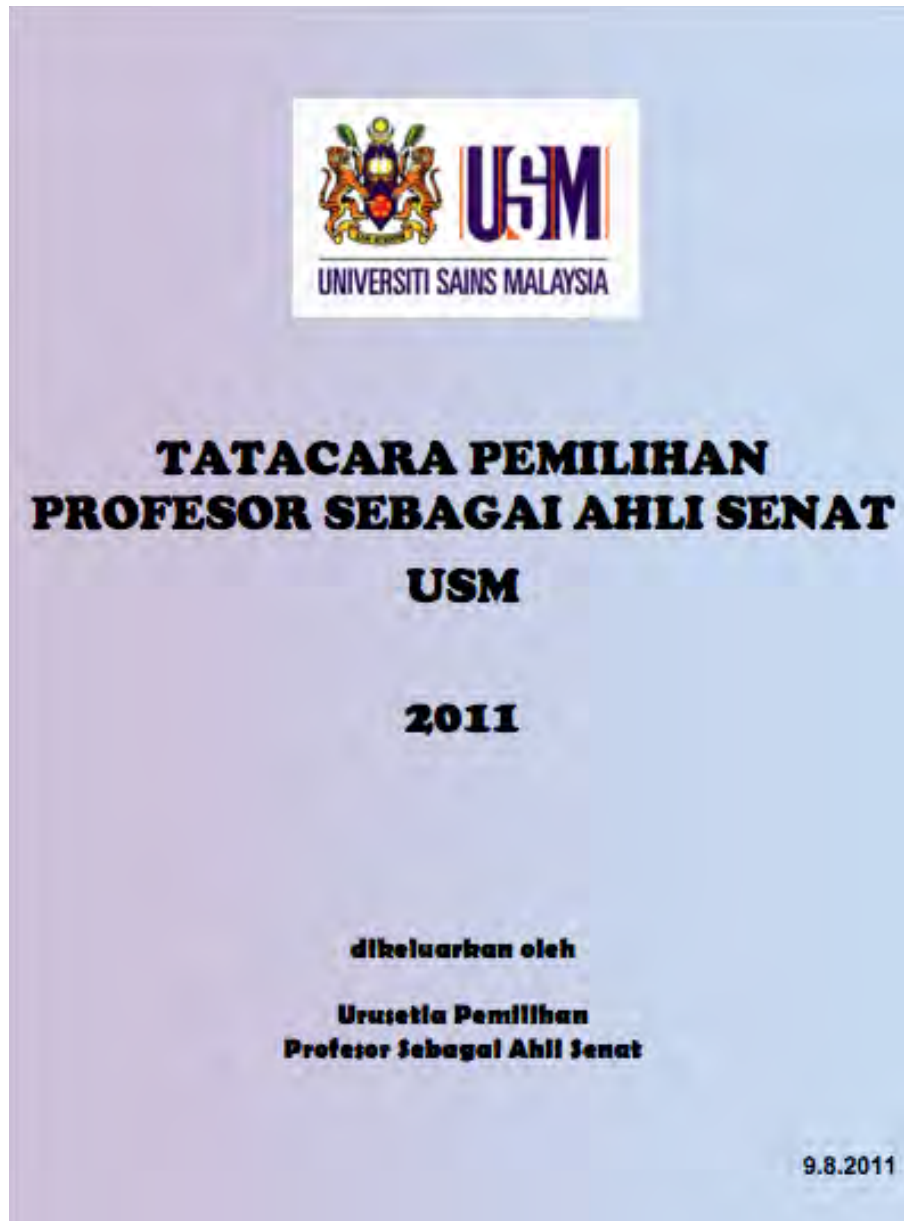 USM
UNIVERSITI SAINS MALAYSIA
TATACARA PEMILIHAN
PROFESOR SEBAGAI AHLI SENAT
USM
2011
dikeluarkan oleh
Urusetia Pemilihan
Profesor Sebagai Ahli Senat
9.8.2011